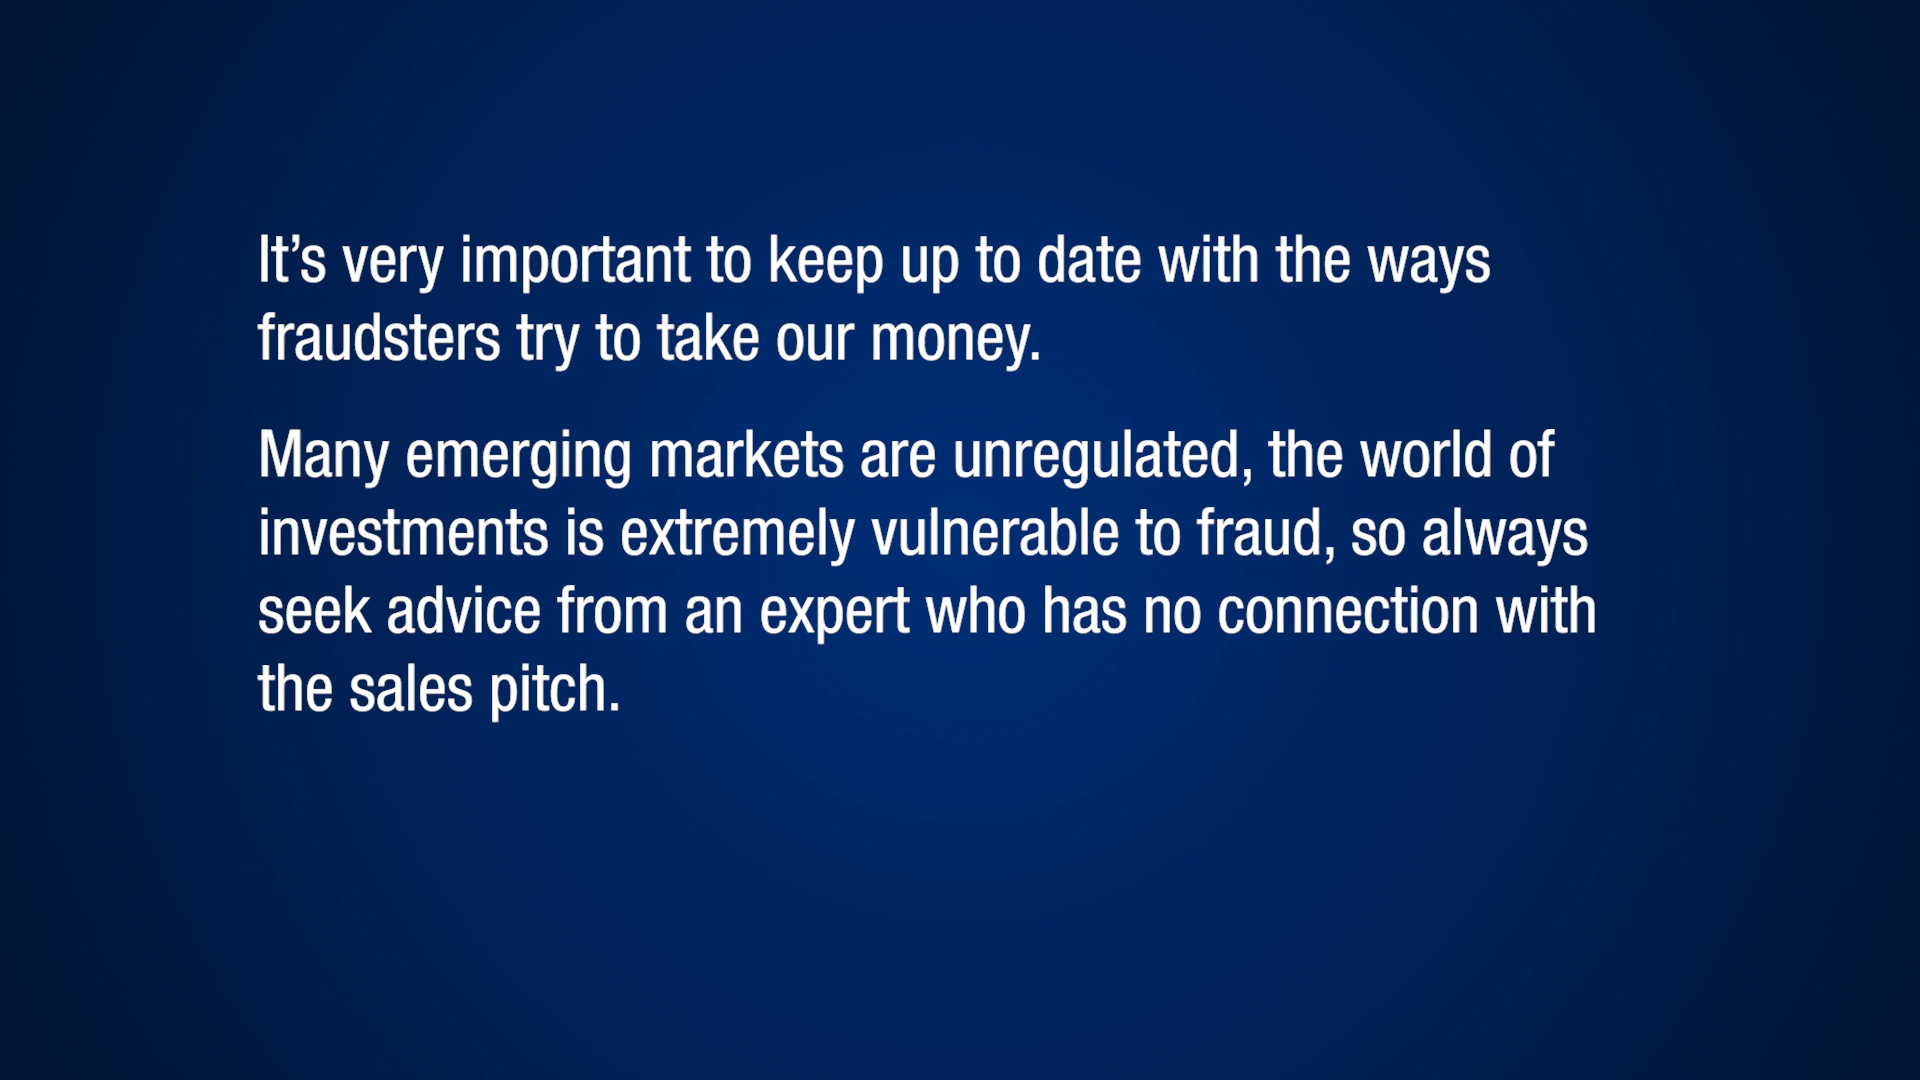 It’s very important to keep up to date with the ways
fraudsters try to take our money.
Many emerging markets are unregulated, the world of
investments is extremely vulnerable to fraud, so always
seek advice from an expert who has no connection with
the sales pitch.